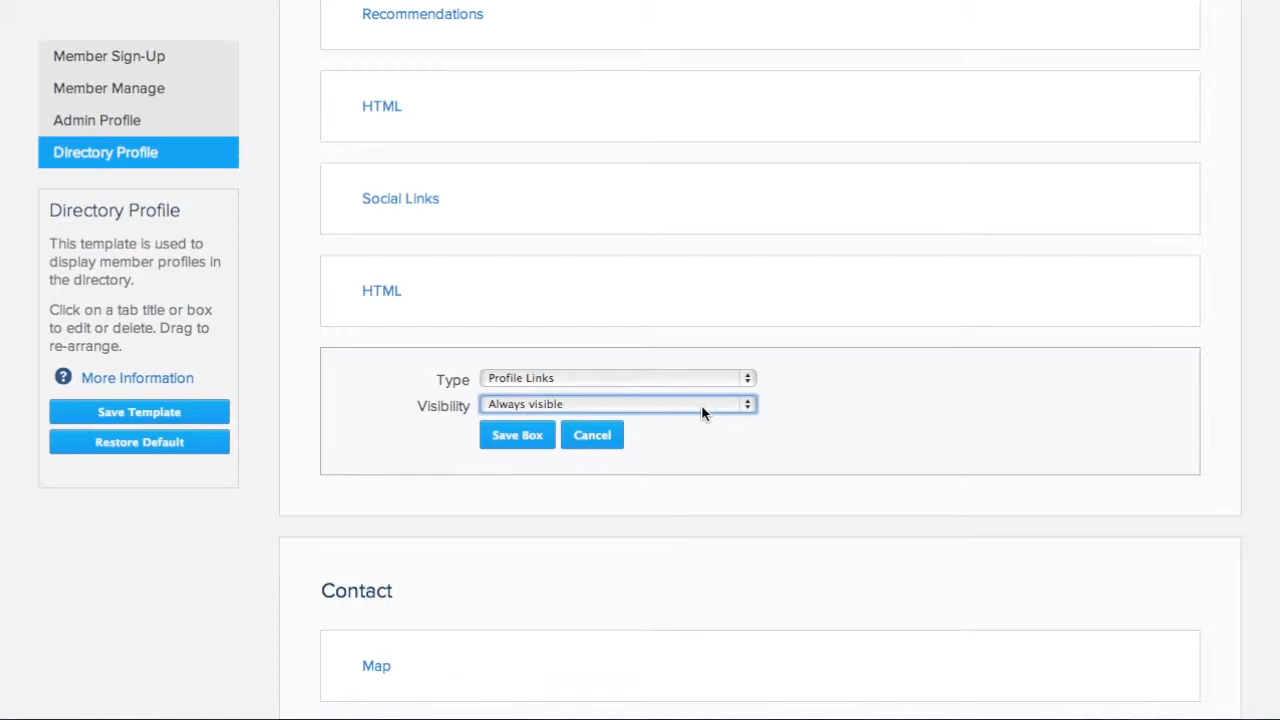 Member Sign-Up
Member Manage
Admin Profile
Directory Profile
Directory Profile
This template is used to
display member profiles in
the directory.
Click on a tab title or box
to edit or delete. Drag to
re-arrange.
More Information
Save Template
Restore Default
Recommendations
HTML
Social Links
HTML
Type Profile Links
Visibility Always visible
Save Box Cancel
Contact
Map